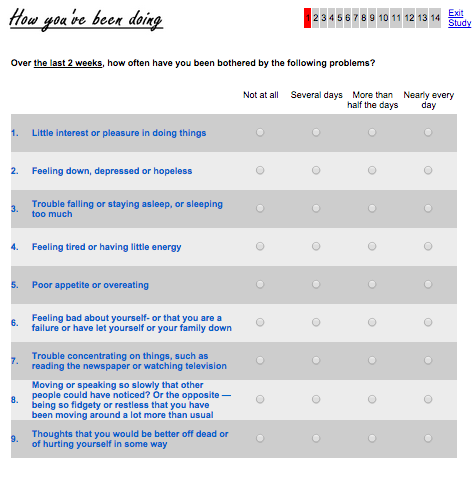 How you've been doing
1 2 3 4 5 6 7 8 9 10 11 12 13 14
Exit
Study
Over the last 2 weeks, how often have you been bothered by the following problems?
Not at all Several days More than Nearly every
half the days day
1. Little interest or pleasure in doing things
2. Feeling down, depressed or hopeless
3. Trouble falling or staying asleep, or sleeping
too much
4. Feeling tired or having little energy
5. Poor appetite or overeating
6. Feeling bad about yourself- or that you are a
failure or have let yourself or your family down
7. Trouble concentrating on things, such as
reading the newspaper or watching television
8. Moving or speaking so slowly that other
people could have noticed? Or the opposite —
being so fidgety or restless that you have
been moving around a lot more than usual
9. Thoughts that you would be better off dead or
of hurting yourself in some way